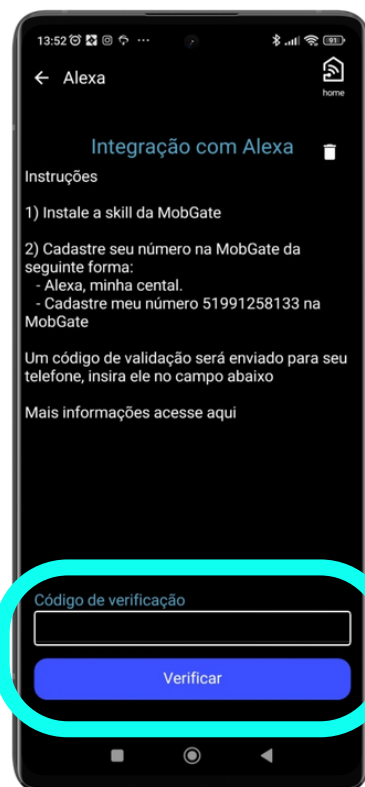 13:52
91
Alexa
home
Integração com Alexa
Instruções
1) Instale a skill da MobGate
2) Cadastre seu número na MobGate da
seguinte forma:
- Alexa, minha cental.
- Cadastre meu número 51991258133 na
MobGate
Um código de validação será enviado para seu
telefone, insira ele no campo abaixo
Mais informações acesse aqui
Código de verificação
Verificar